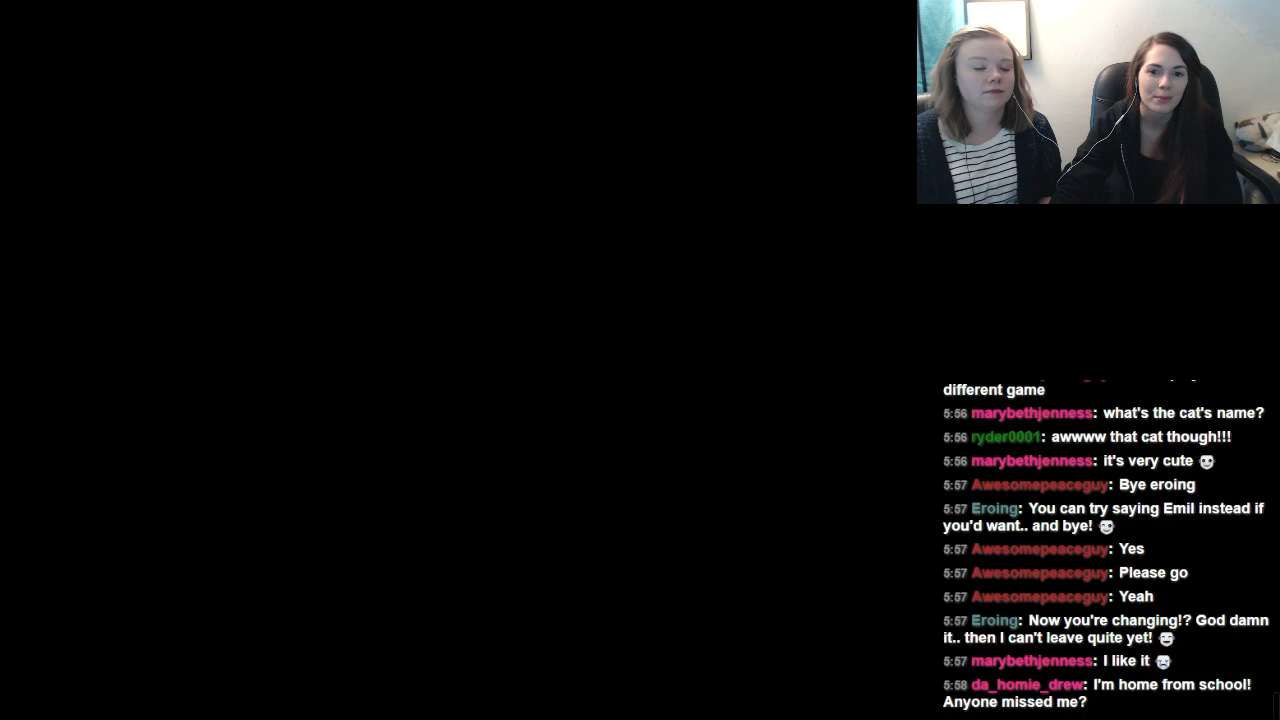 different game
5:56 marybethjenness: what's the cat's name?
5:56 ryder0001: awwww that cat though!!!
5:56 marybethjenness: it's very cute
5:57 Awesomepeaceguy: Bye eroing
5:57 Eroing: You can try saying Emil instead if
you'd want.. and bye!
5:57 Awesomepeaceguy: Yes
5:57 Awesomepeaceguy: Please go
5:57 Awesomepeaceguy: Yeah
5:57 Eroing: Now you're changing!? God damn
it.. then I can't leave quite yet!
5:57 marybethjenness: I like it
5:58 da_homie_drew: I'm home from school!
Anyone missed me?